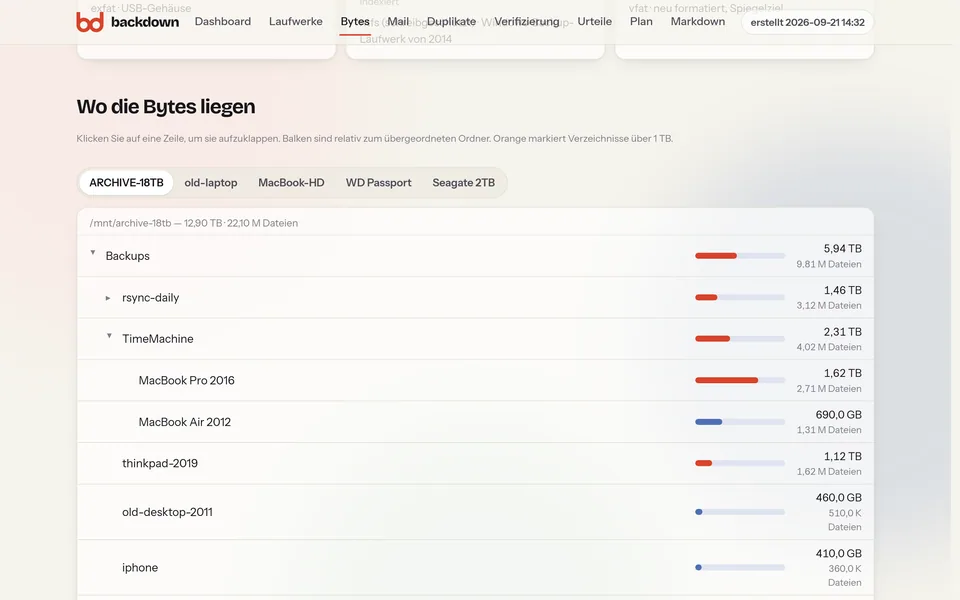 exfat · USB-Gehäuse
indexiert
vfat · neu formatiert, Spiegelziel
bd backdown Dashboard Laufwerke Bytes Mail Duplikate Verifizierung Urteile Plan Markdown erstellt 2026-09-21 14:32
Laufwerk von 2014
Wo die Bytes liegen
Klicken Sie auf eine Zeile, um sie aufzuklappen. Balken sind relativ zum übergeordneten Ordner. Orange markiert Verzeichnisse über 1 TB.
ARCHIVE-18TB old-laptop MacBook-HD WD Passport Seagate 2TB
/mnt/archive-18tb — 12,90 TB · 22,10 M Dateien
Backups 5,94 TB
9,81 M Dateien
rsync-daily 1,46 TB
3,12 M Dateien
TimeMachine 2,31 TB
4,02 M Dateien
MacBook Pro 2016 1,62 TB
2,71 M Dateien
MacBook Air 2012 690,0 GB
1,31 M Dateien
thinkpad-2019 1,12 TB
1,62 M Dateien
old-desktop-2011 460,0 GB
510,0 K
Dateien
iphone 410,0 GB
360,0 K
Dateien